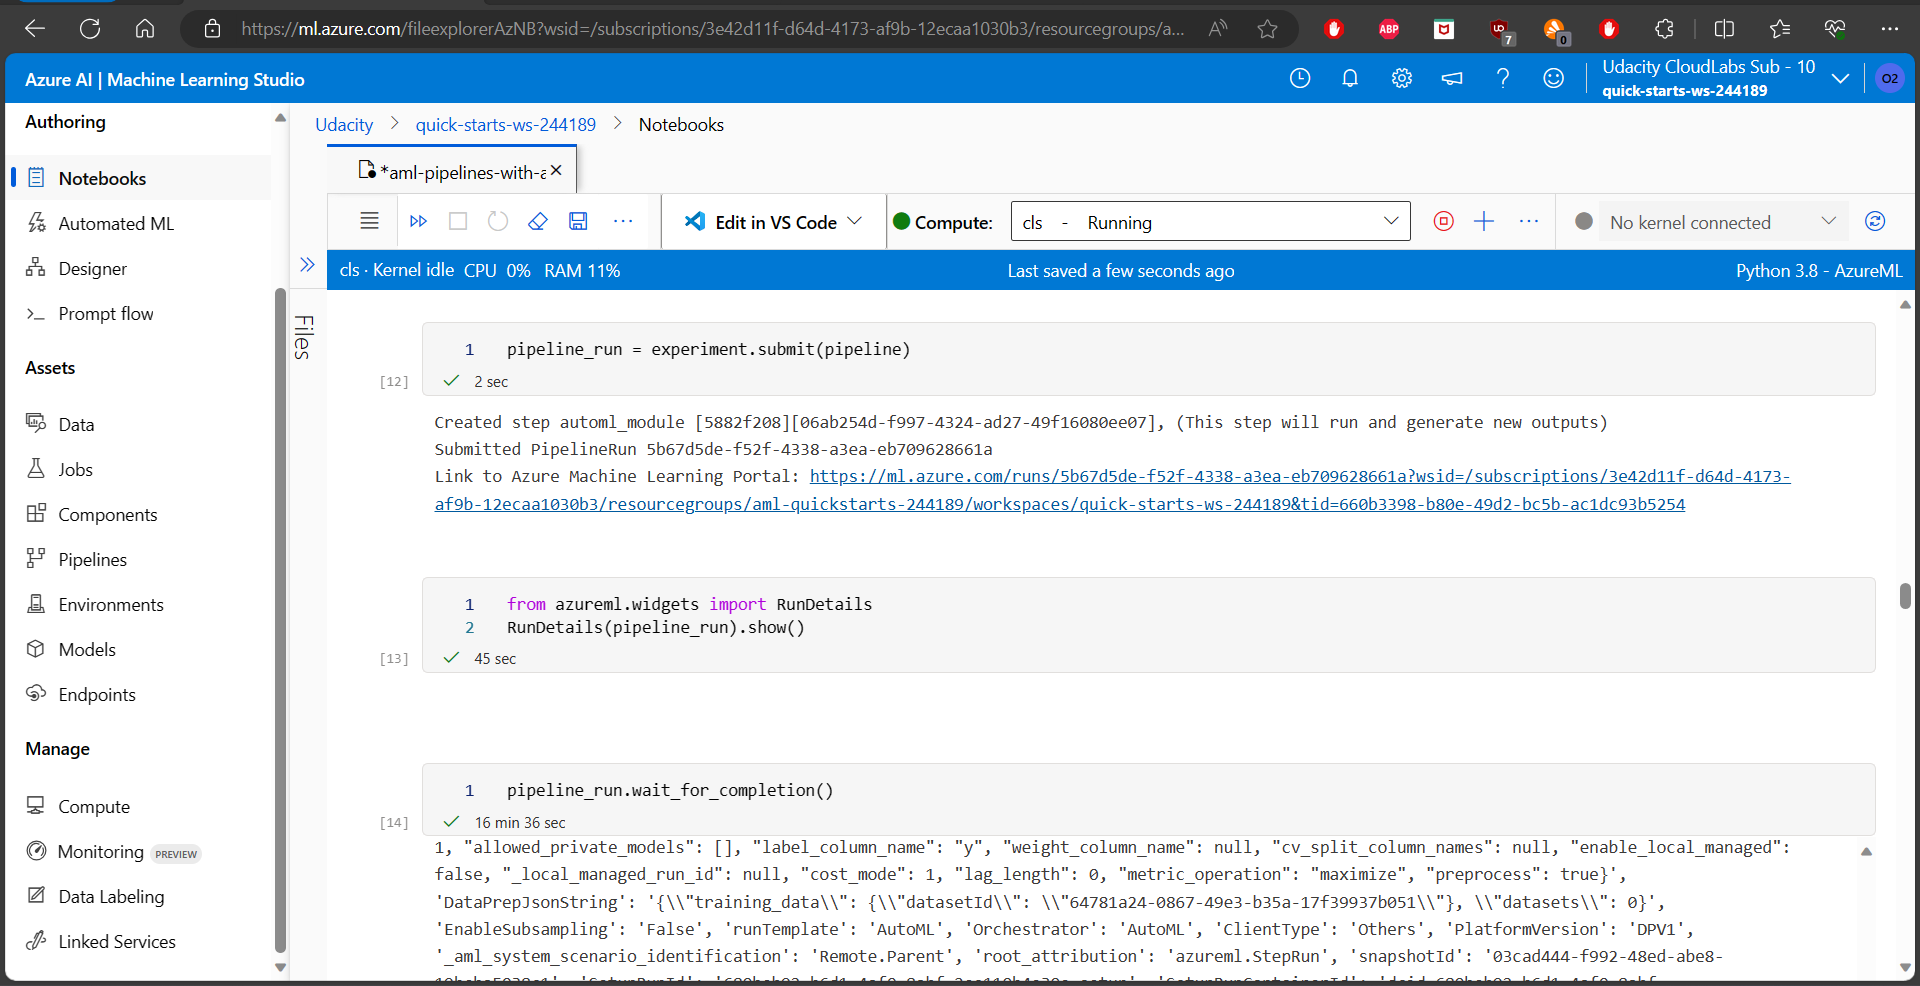 https://ml.azure.com/fileexplorerAzNB?wsid=/subscriptions/3e42d11f-d64d-4173-af9b-12ecaa1030b3/resourcegroups/a...
ABP
7
0
Azure AI | Machine Learning Studio
Udacity CloudLabs Sub - 10
quick-starts-ws-244189
O2
Authoring
Notebooks
Automated ML
Designer
Prompt flow
Assets
Data
Jobs
Components
Pipelines
Environments
Models
Endpoints
Manage
Compute
Monitoring PREVIEW
Data Labeling
Linked Services
Udacity > quick-starts-ws-244189 > Notebooks
*aml-pipelines-with-a
Edit in VS Code
Compute:
cls - Running
No kernel connected
cls · Kernel idle CPU 0% RAM 11%
Last saved a few seconds ago
Python 3.8 - AzureML
Files
1 pipeline_run = experiment.submit(pipeline)
[12] 2 sec
Created step automl_module [5882f208][06ab254d-f997-4324-ad27-49f16080ee07], (This step will run and generate new outputs)
Submitted PipelineRun 5b67d5de-f52f-4338-a3ea-eb709628661a
Link to Azure Machine Learning Portal: https://ml.azure.com/runs/5b67d5de-f52f-4338-a3ea-eb709628661a?wsid=/subscriptions/3e42d11f-d64d-4173-
af9b-12ecaa1030b3/resourcegroups/aml-quickstarts-244189/workspaces/quick-starts-ws-244189&tid=660b3398-b80e-49d2-bc5b-ac1dc93b5254
1 from azureml.widgets import RunDetails
2 RunDetails(pipeline_run).show()
[13] 45 sec
1 pipeline_run.wait_for_completion()
[14] 16 min 36 sec
1, "allowed_private_models": [], "label_column_name": "y", "weight_column_name": null, "cv_split_column_names": null, "enable_local_managed":
false, "_local_managed_run_id": null, "cost_mode": 1, "lag_length": 0, "metric_operation": "maximize", "preprocess": true}',
'DataPrepJsonString': '{\\"training_data\\": {\\"datasetId\\": \\"64781a24-0867-49e3-b35a-17f39937b051\\"}, \\"datasets\\": 0}',
'EnableSubsampling': 'False', 'runTemplate': 'AutoML', 'Orchestrator': 'AutoML', 'ClientType': 'Others', 'PlatformVersion': 'DPV1',
'_aml_system_scenario_identification': 'Remote.Parent', 'root_attribution': 'azureml.StepRun', 'snapshotId': '03cad444-f992-48ed-abe8-